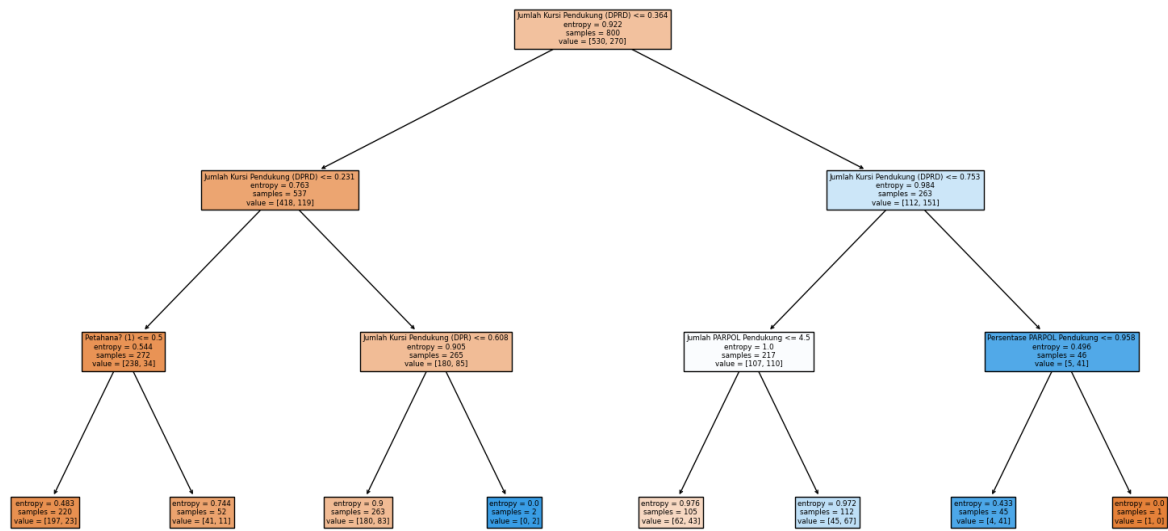 Jumlah Kursi Pendukung (DPRD) <= 0.364
entropy = 0.922
samples = 800
value = [530, 270]
Jumlah Kursi Pendukung (DPRD) <= 0.231
entropy = 0.763
samples = 537
value = [418, 119]
Jumlah Kursi Pendukung (DPRD) <= 0.753
entropy = 0.984
samples = 263
value = [112, 151]
Petahana? (1) <= 0.5
entropy = 0.544
samples = 272
value = [238, 34]
Jumlah Kursi Pendukung (DPR) <= 0.608
entropy = 0.905
samples = 265
value = [180, 85]
Jumlah PARPOL Pendukung <= 4.5
entropy = 1.0
samples = 217
value = [107, 110]
Persentase PARPOL Pendukung <= 0.958
entropy = 0.496
samples = 46
value = [5, 41]
entropy = 0.483
samples = 220
value = [197, 23]
entropy = 0.744
samples = 52
value = [41, 11]
entropy = 0.9
samples = 263
value = [180, 83]
entropy = 0.0
samples = 2
value = [0, 2]
entropy = 0.976
samples = 105
value = [62, 43]
entropy = 0.972
samples = 112
value = [45, 67]
entropy = 0.433
samples = 45
value = [4, 41]
entropy = 0.0
samples = 1
value = [1, 0]